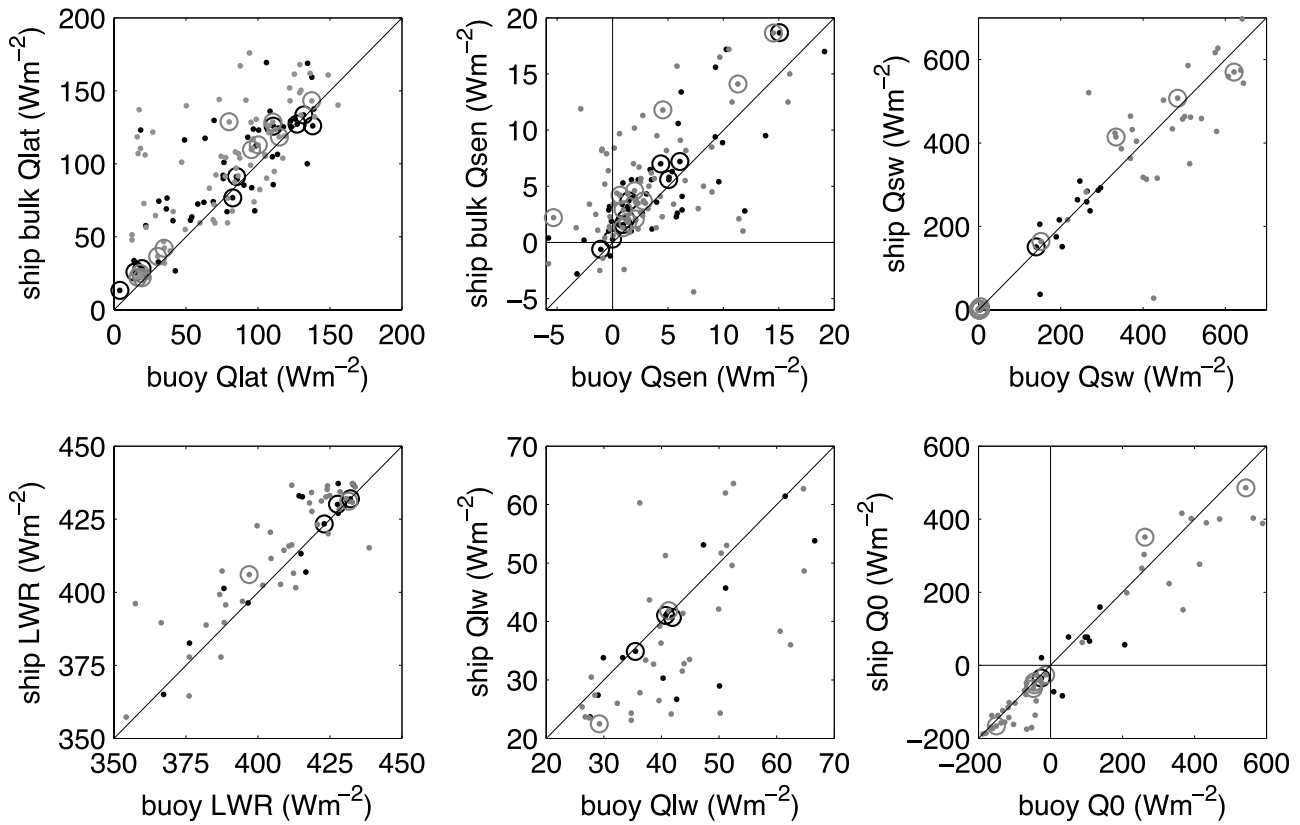 200
150
100
50
0
0 50 100 150 200
ship bulk Qlat (Wm⁻²)
buoy Qlat (Wm⁻²)
20
15
10
5
0
−5
−5 0 5 10 15 20
ship bulk Qsen (Wm⁻²)
buoy Qsen (Wm⁻²)
600
400
200
0
0 200 400 600
ship Qsw (Wm⁻²)
buoy Qsw (Wm⁻²)
450
425
400
375
350
350 375 400 425 450
ship LWR (Wm⁻²)
buoy LWR (Wm⁻²)
70
60
50
40
30
20
20 30 40 50 60 70
ship Qlw (Wm⁻²)
buoy Qlw (Wm⁻²)
600
400
200
0
−200
−200 0 200 400 600
ship Q0 (Wm⁻²)
buoy Q0 (Wm⁻²)